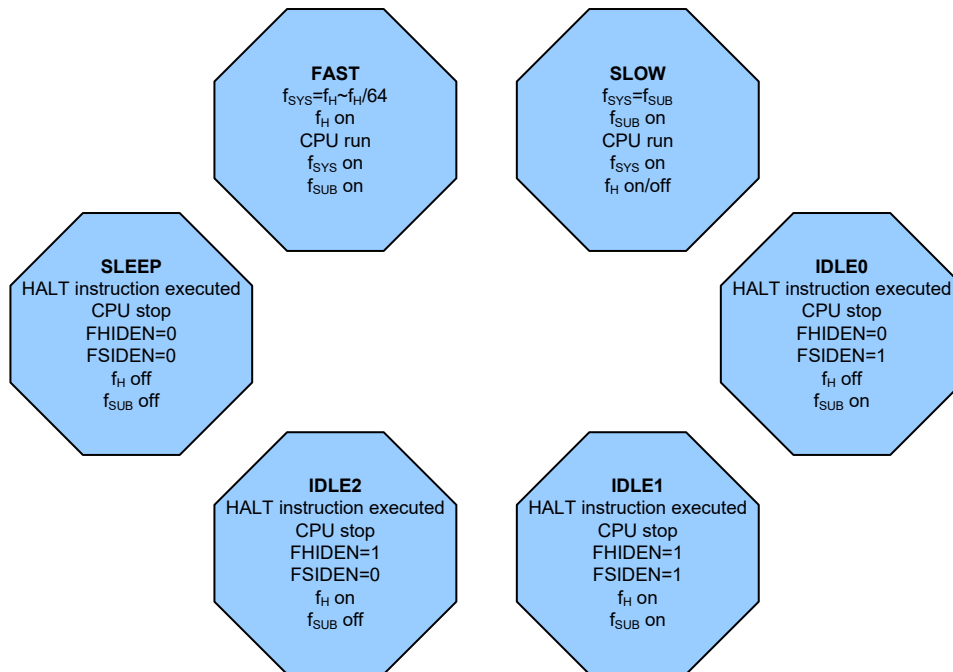 FAST
fSYS=fH~fH/64
fH on
CPU run
fSYS on
fSUB on
SLOW
fSYS=fSUB
fSUB on
CPU run
fSYS on
fH on/off
SLEEP
HALT instruction executed
CPU stop
FHIDEN=0
FSIDEN=0
fH off
fSUB off
IDLE0
HALT instruction executed
CPU stop
FHIDEN=0
FSIDEN=1
fH off
fSUB on
IDLE2
HALT instruction executed
CPU stop
FHIDEN=1
FSIDEN=0
fH on
fSUB off
IDLE1
HALT instruction executed
CPU stop
FHIDEN=1
FSIDEN=1
fH on
fSUB on